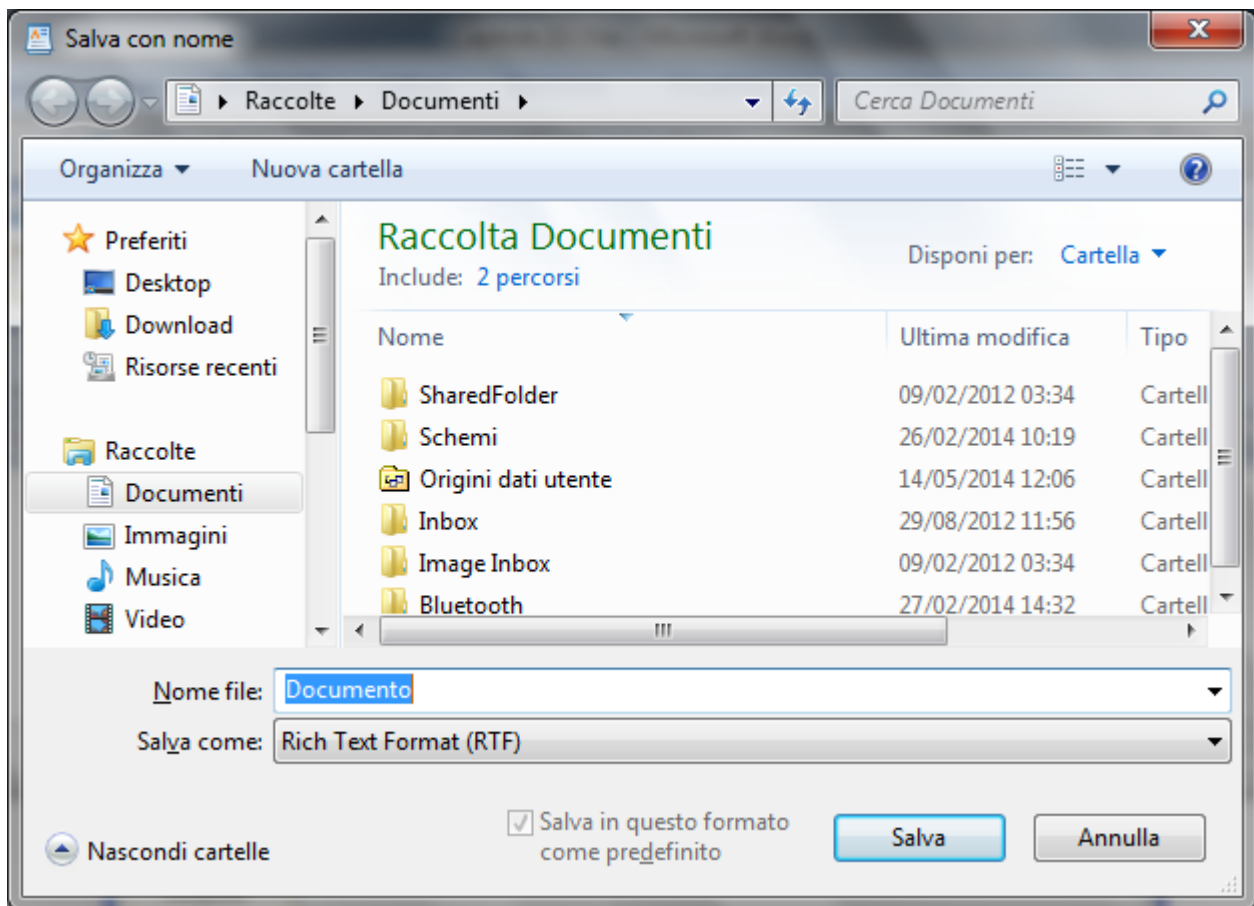 Salva con nome
Raccolte Documenti
Cerca Documenti
Organizza Nuova cartella
Preferiti
Desktop
Download
Risorse recenti
Raccolte
Documenti
Immagini
Musica
Video
Raccolta Documenti
Include: 2 percorsi
Disponi per: Cartella
Nome Ultima modifica Tipo
SharedFolder 09/02/2012 03:34 Cartell
Schemi 26/02/2014 10:19 Cartell
Origini dati utente 14/05/2014 12:06 Cartell
Inbox 29/08/2012 11:56 Cartell
Image Inbox 09/02/2012 03:34 Cartell
Bluetooth 27/02/2014 14:32 Cartell
Nome file: Documento
Salva come: Rich Text Format (RTF)
Salva in questo formato
come predefinito
Nascondi cartelle
Salva
Annulla